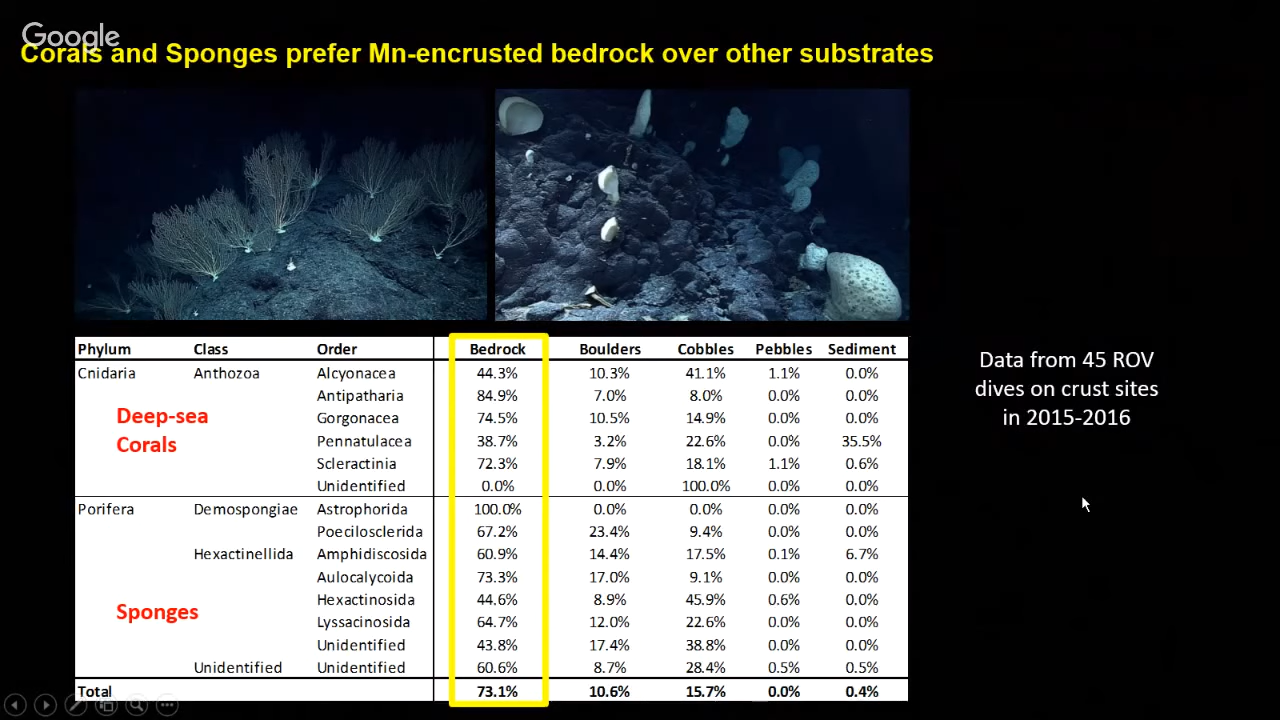 Google
Corals and Sponges prefer Mn-encrusted bedrock over other substrates
Phylum Class Order Bedrock Boulders Cobbles Pebbles Sediment
Cnidaria Anthozoa Alcyonacea 44.3% 10.3% 41.1% 1.1% 0.0%
Antipatharia 84.9% 7.0% 8.0% 0.0% 0.0%
Deep-sea
Corals
Gorgonacea 74.5% 10.5% 14.9% 0.0% 0.0%
Pennatulacea 38.7% 3.2% 22.6% 0.0% 35.5%
Scleractinia 72.3% 7.9% 18.1% 1.1% 0.6%
Unidentified 0.0% 0.0% 100.0% 0.0% 0.0%
Porifera Demospongiae Astrophorida 100.0% 0.0% 0.0% 0.0% 0.0%
Poecilosclerida 67.2% 23.4% 9.4% 0.0% 0.0%
Hexactinellida Amphidiscosida 60.9% 14.4% 17.5% 0.1% 6.7%
Aulocalycoida 73.3% 17.0% 9.1% 0.0% 0.0%
Sponges
Hexactinosida 44.6% 8.9% 45.9% 0.6% 0.0%
Lyssacinosida 64.7% 12.0% 22.6% 0.0% 0.0%
Unidentified 43.8% 17.4% 38.8% 0.0% 0.0%
Unidentified Unidentified 60.6% 8.7% 28.4% 0.5% 0.5%
Total 73.1% 10.6% 15.7% 0.0% 0.4%
Data from 45 ROV
dives on crust sites
in 2015-2016